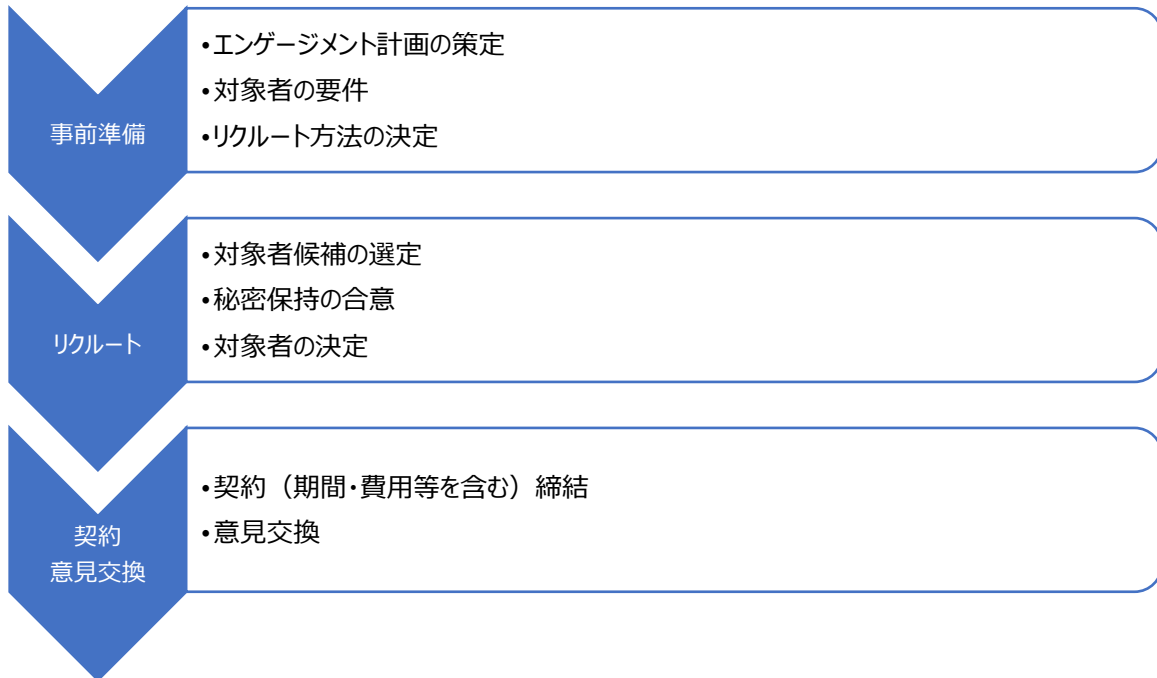 事前準備
•エンゲージメント計画の策定
•対象者の要件
•リクルート方法の決定
リクルート
•対象者候補の選定
•秘密保持の合意
•対象者の決定
契約
意見交換
•契約（期間・費用等を含む）締結
•意見交換